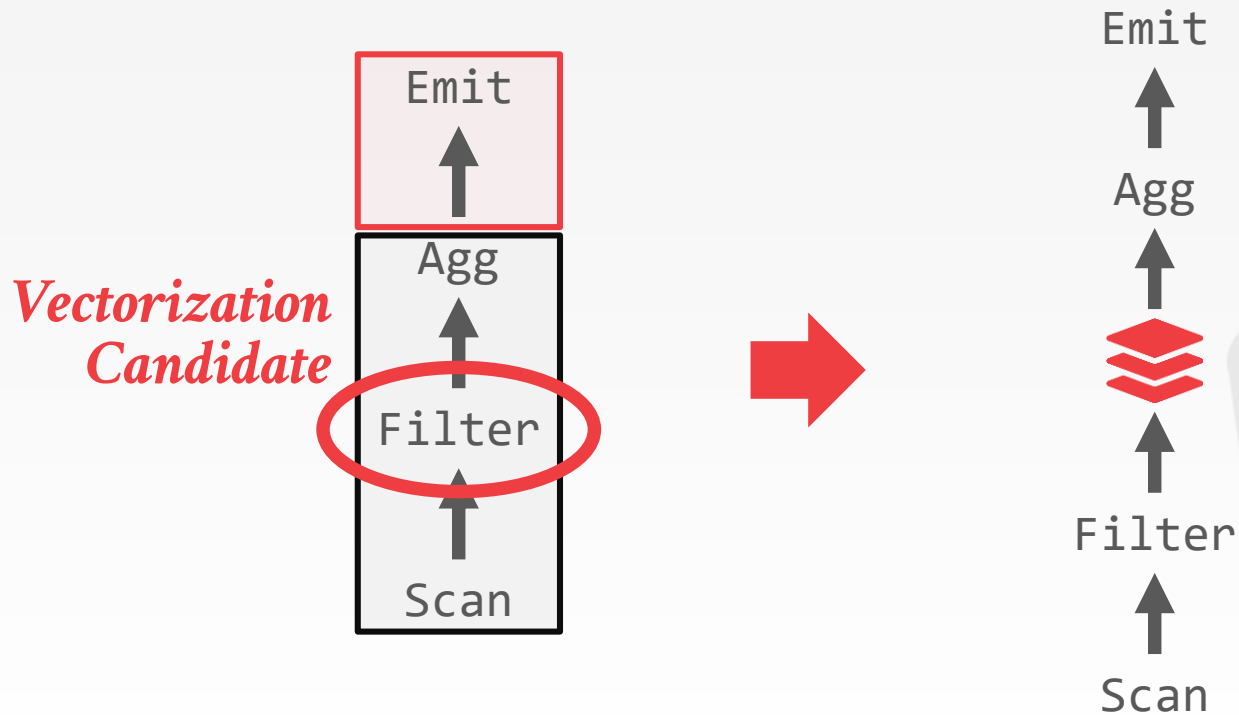 Emit
Agg
Vectorization
Candidate
Filter
Scan
Emit
Agg
Filter
Scan